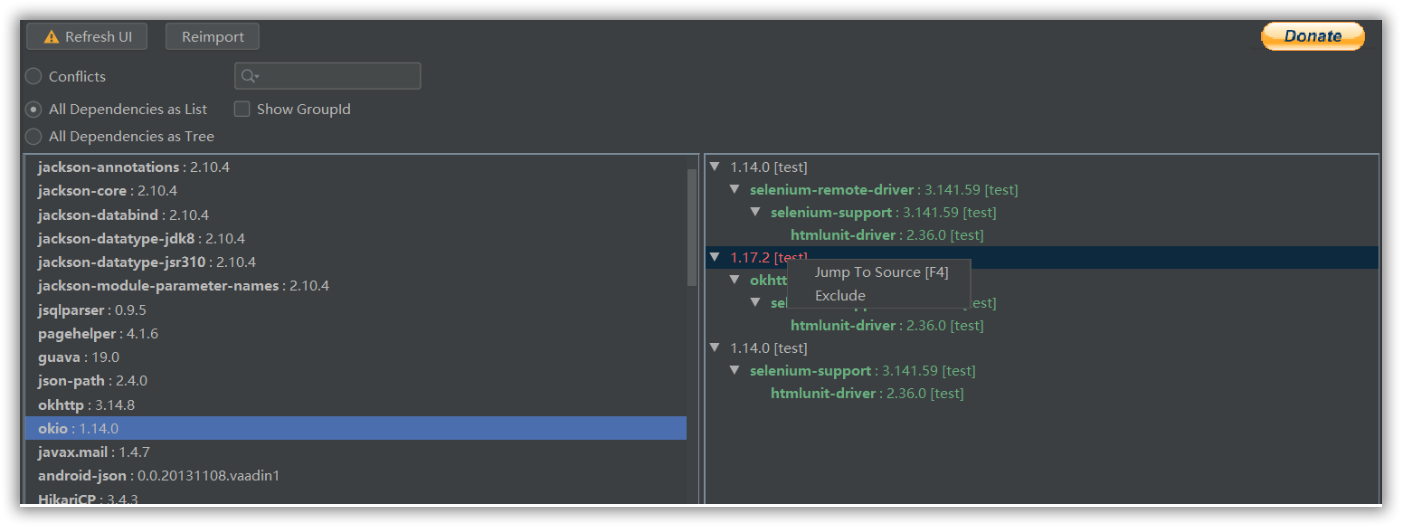 Refresh UI
Reimport
Donate
Conflicts
All Dependencies as List
Show GroupId
All Dependencies as Tree
jackson-annotations : 2.10.4
jackson-core : 2.10.4
jackson-databind : 2.10.4
jackson-datatype-jdk8 : 2.10.4
jackson-datatype-jsr310 : 2.10.4
jackson-module-parameter-names : 2.10.4
jsqlparser : 0.9.5
pagehelper : 4.1.6
guava : 19.0
json-path : 2.4.0
okhttp : 3.14.8
okio : 1.14.0
javax.mail : 1.4.7
android-json : 0.0.20131108.vaadin1
HikariCP : 3.4.3
1.14.0 [test]
selenium-remote-driver : 3.141.59 [test]
selenium-support : 3.141.59 [test]
htmlunit-driver : 2.36.0 [test]
1.17.2 [test]
Jump To Source [F4]
Exclude
[test]
htmlunit-driver : 2.36.0 [test]
1.14.0 [test]
selenium-support : 3.141.59 [test]
htmlunit-driver : 2.36.0 [test]